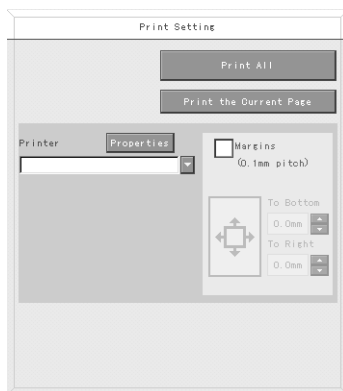 Print Setting
Print All
Print the Current Page
Printer
Properties
Margins
(0.1mm pitch)
To Bottom
0.0mm
To Right
0.0mm